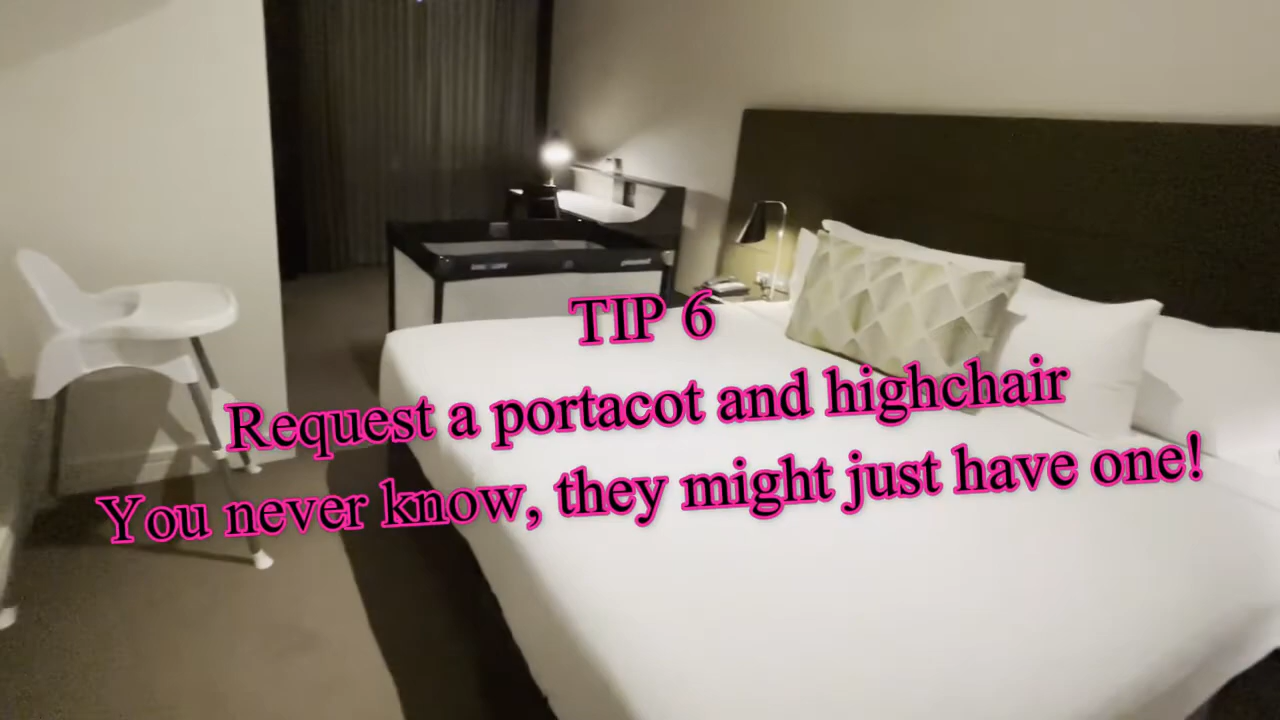 TIP 6
Request a portacot and highchair
You never know, they might just have one!